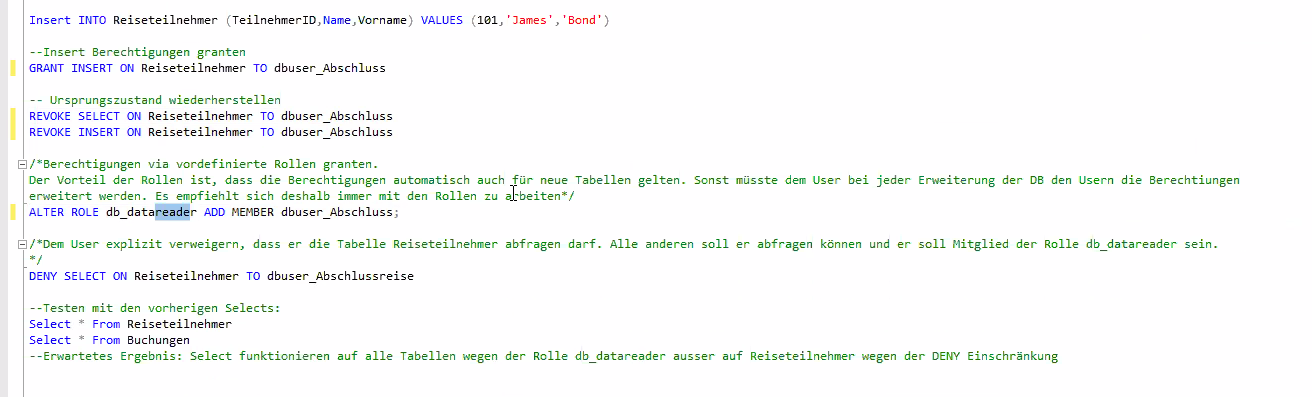 Insert INTO Reiseteilnehmer (TeilnehmerID,Name,Vorname) VALUES (101,'James','Bond')
--Insert Berechtigungen granten
GRANT INSERT ON Reiseteilnehmer TO dbuser_Abschluss
-- Ursprungszustand wiederherstellen
REVOKE SELECT ON Reiseteilnehmer TO dbuser_Abschluss
REVOKE INSERT ON Reiseteilnehmer TO dbuser_Abschluss
/*Berechtigungen via vordefinierte Rollen granten.
Der Vorteil der Rollen ist, dass die Berechtigungen automatisch auch für neue Tabellen gelten. Sonst müsste dem User bei jeder Erweiterung der DB den Usern die Berechtiungen
erweitert werden. Es empfiehlt sich deshalb immer mit den Rollen zu arbeiten*/
ALTER ROLE db_datareader ADD MEMBER dbuser_Abschluss;
/*Dem User explizit verweigern, dass er die Tabelle Reiseteilnehmer abfragen darf. Alle anderen soll er abfragen können und er soll Mitglied der Rolle db_datareader sein.
*/
DENY SELECT ON Reiseteilnehmer TO dbuser_Abschlussreise
--Testen mit den vorherigen Selects:
Select * From Reiseteilnehmer
Select * From Buchungen
--Erwartetes Ergebnis: Select funktionieren auf alle Tabellen wegen der Rolle db_datareader ausser auf Reiseteilnehmer wegen der DENY Einschränkung